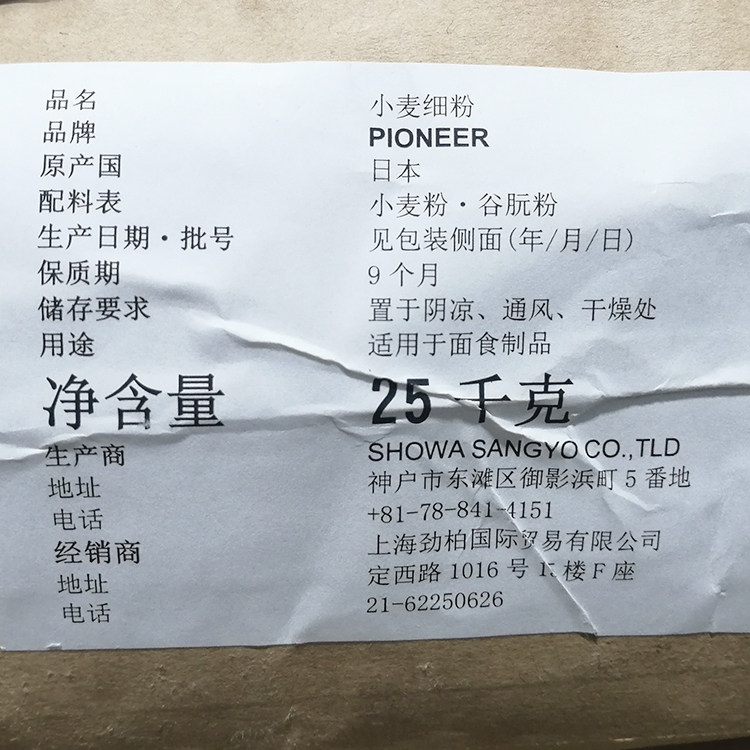 品名 小麦细粉
品牌 PIONEER
原产国 日本
配料表 小麦粉·谷朊粉
生产日期·批号 见包装侧面(年/月/日)
保质期 9个月
储存要求 置于阴凉、通风、干燥处
用途 适用于面食制品
净含量 25千克
生产商 SHOWA SANGYO CO.,TLD
地址 神户市东滩区御影浜町5番地
电话 +81-78-841-4151
经销商 上海劲柏国际贸易有限公司
地址 定西路1016号 楼F座
电话 21-62250626